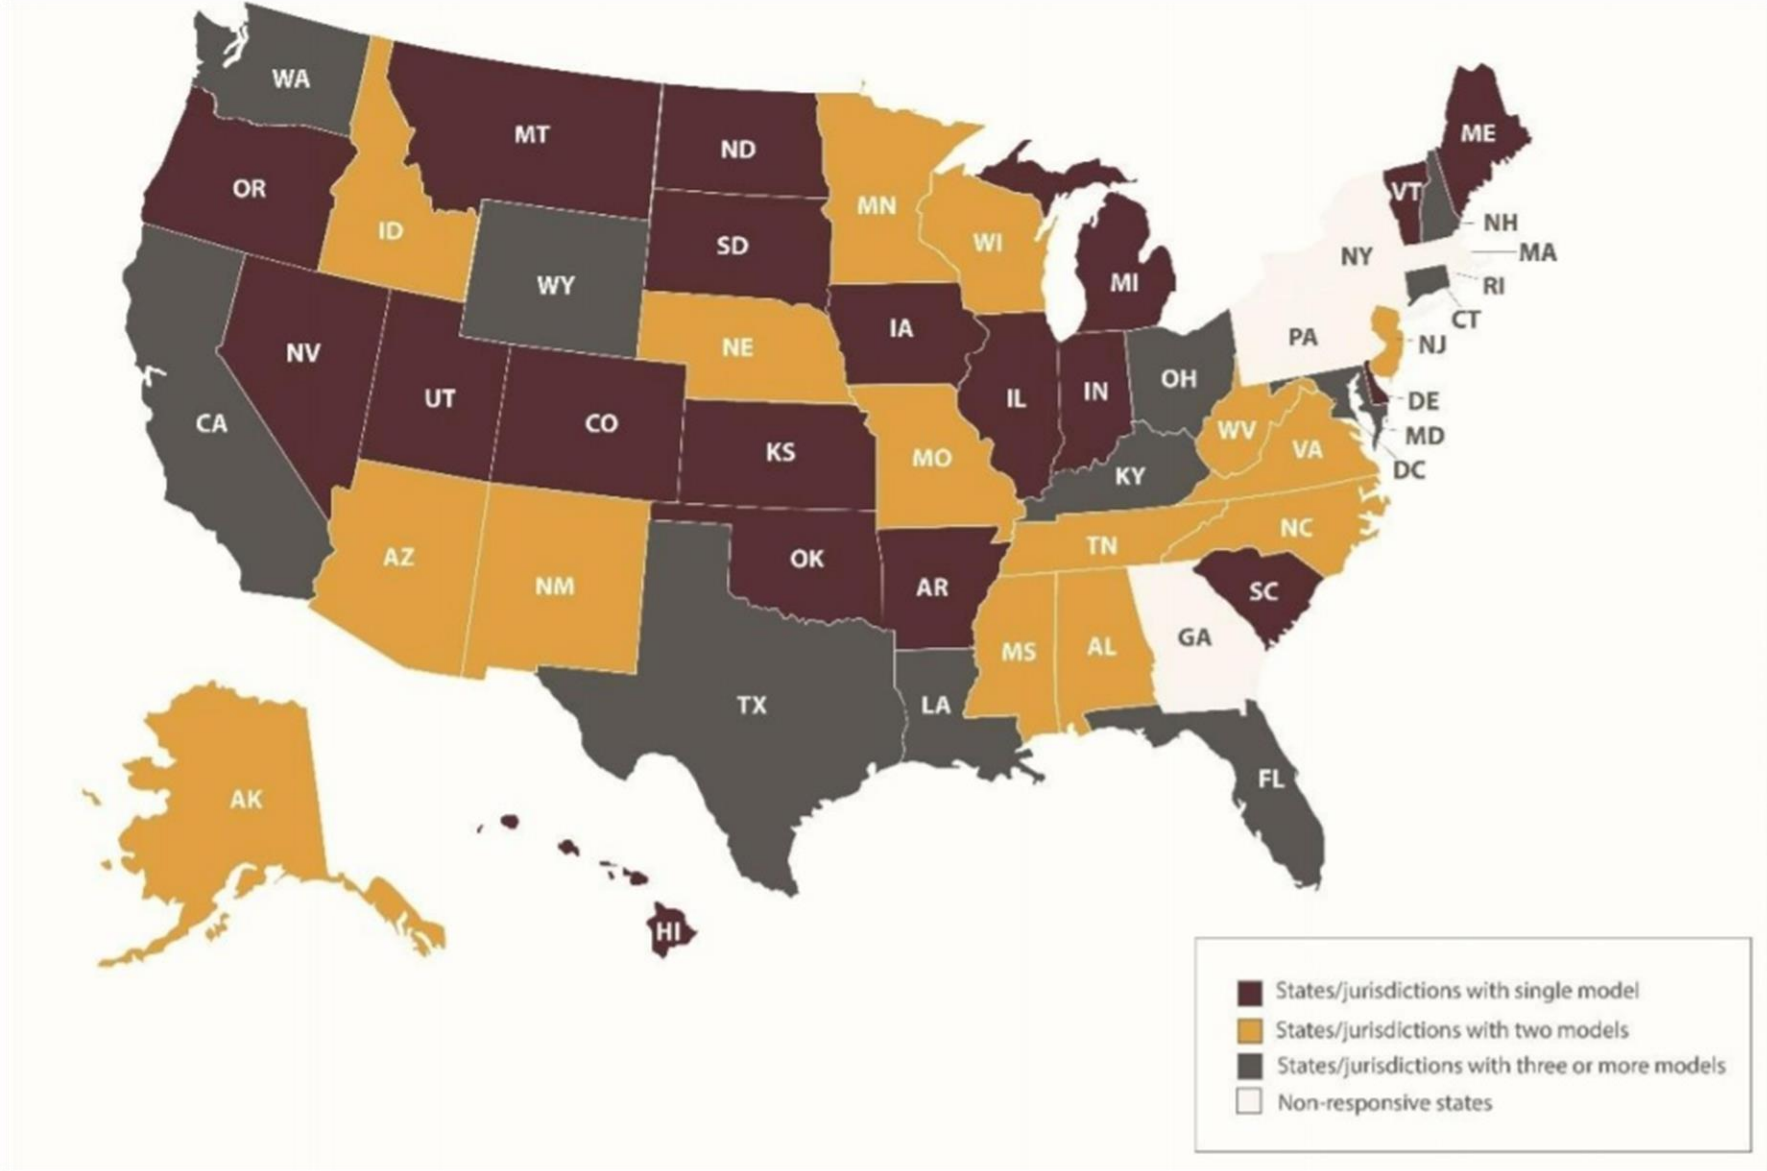 WA
MT
ND
ME
OR
ID
MN
VT
SD
WI
NH
MA
NY
WY
MI
RI
CT
IA
NV
NE
PA
NJ
UT
CO
IL
IN
OH
DE
CA
KS
MO
KY
WV
VA
MD
DC
AZ
NM
OK
AR
TN
NC
SC
MS
AL
GA
TX
LA
FL
AK
HI
States/jurisdictions with single model
States/jurisdictions with two models
States/jurisdictions with three or more models
Non-responsive states